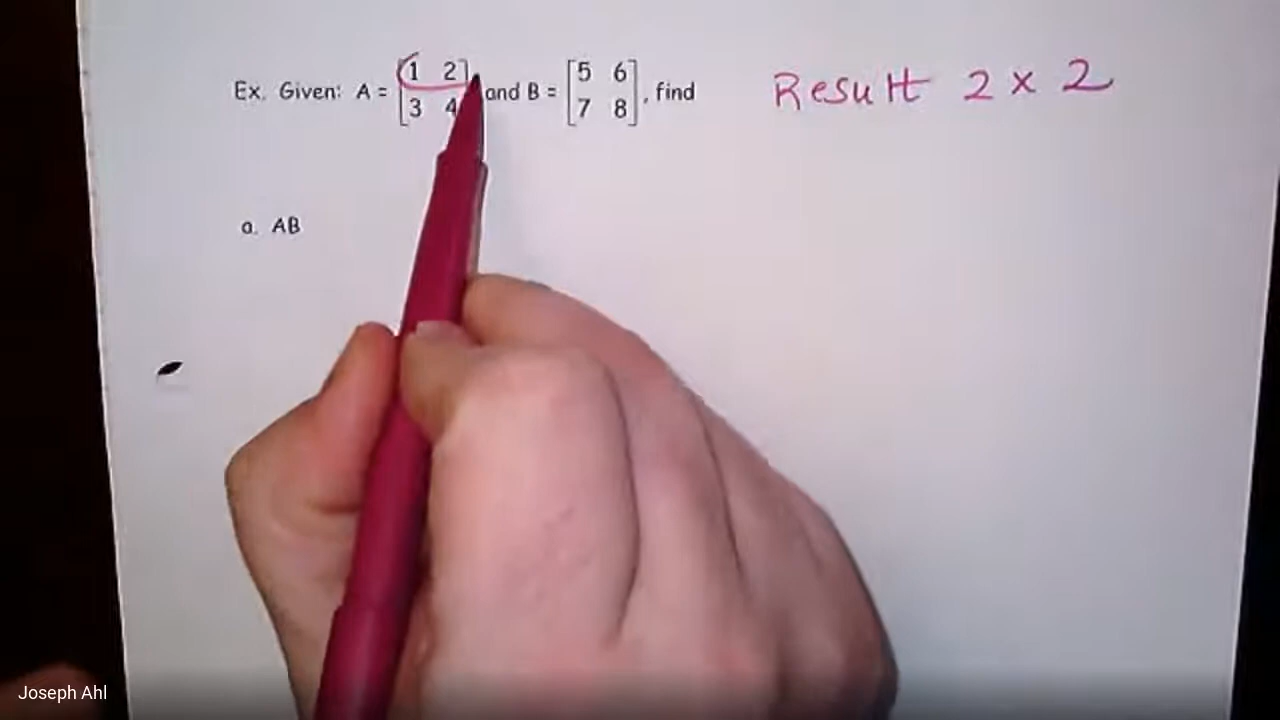 Ex. Given: A = [1 2
3 4 and B = [5 6
7 8], find
Result 2 x 2
a. AB
Joseph Ahl